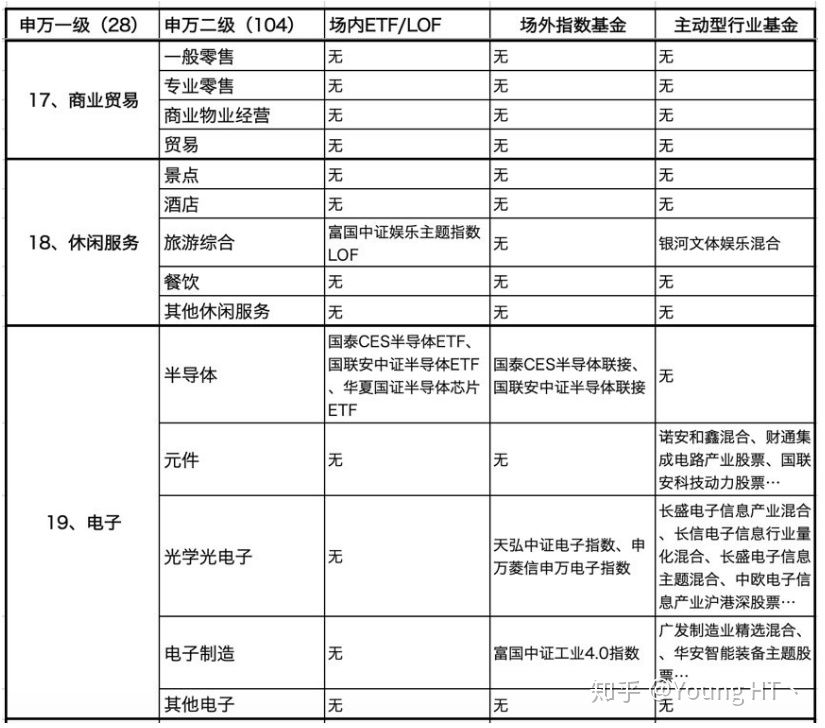 申万一级（28） 申万二级（104） 场内ETF/LOF 场外指数基金 主动型行业基金
17、商业贸易
一般零售 无 无 无
专业零售 无 无 无
商业物业经营 无 无 无
贸易 无 无 无
18、休闲服务
景点 无 无 无
酒店 无 无 无
旅游综合
富国中证娱乐主题指数
LOF
无
银河文体娱乐混合
餐饮 无 无 无
其他休闲服务 无 无 无
19、电子
半导体
国泰CES半导体ETF、
国联安中证半导体ETF
、华夏国证半导体芯片
ETF
国泰CES半导体联接、
国联安中证半导体联接
无
元件
无
无
诺安和鑫混合、财通集
成电路产业股票、国联
安科技动力股票…
光学光电子
无
天弘中证电子指数、申
万菱信申万电子指数
长盛电子信息产业混合
、长信电子信息行业量
化混合、长盛电子信息
主题混合、中欧电子信
息产业沪港深股票…
电子制造
无
富国中证工业4.0指数
广发制造业精选混合、
、华安智能装备主题股
票…
其他电子 无 无 无
知乎 @Young HT丶